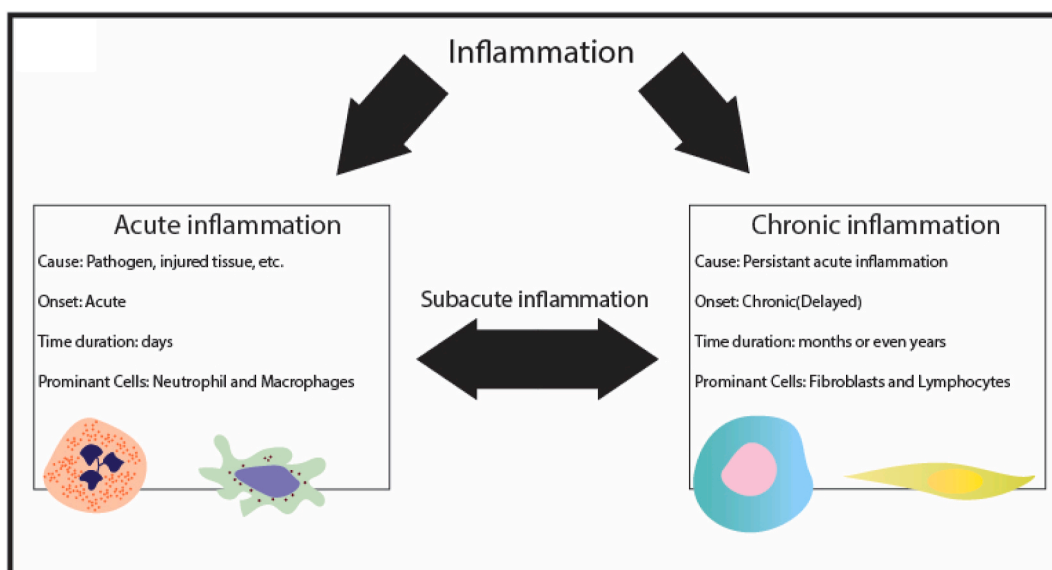 Inflammation
Acute inflammation
Cause: Pathogen, injured tissue, etc.
Onset: Acute
Time duration: days
Prominant Cells: Neutrophil and Macrophages
Subacute inflammation
Chronic inflammation
Cause: Persistant acute inflammation
Onset: Chronic(Delayed)
Time duration: months or even years
Prominant Cells: Fibroblasts and Lymphocytes